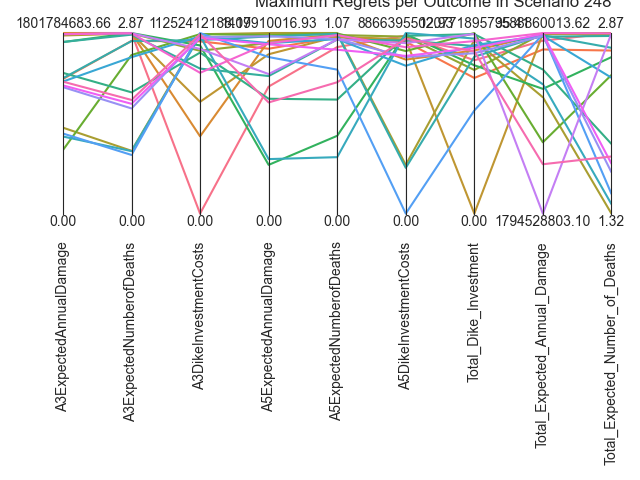 Maximum Regrets per Outcome in Scenario 248
2.87
1.07
2.87
0.00 0.00 0.00 0.00 0.00 0.00 0.00 1794528803.10 1.32
A3ExpectedAnnualDamage
A3ExpectedNumberofDeaths
A3DikeInvestmentCosts
A5ExpectedAnnualDamage
A5ExpectedNumberofDeaths
A5DikeInvestmentCosts
Total_Dike_Investment
Total_Expected_Annual_Damage
Total_Expected_Number_of_Deaths